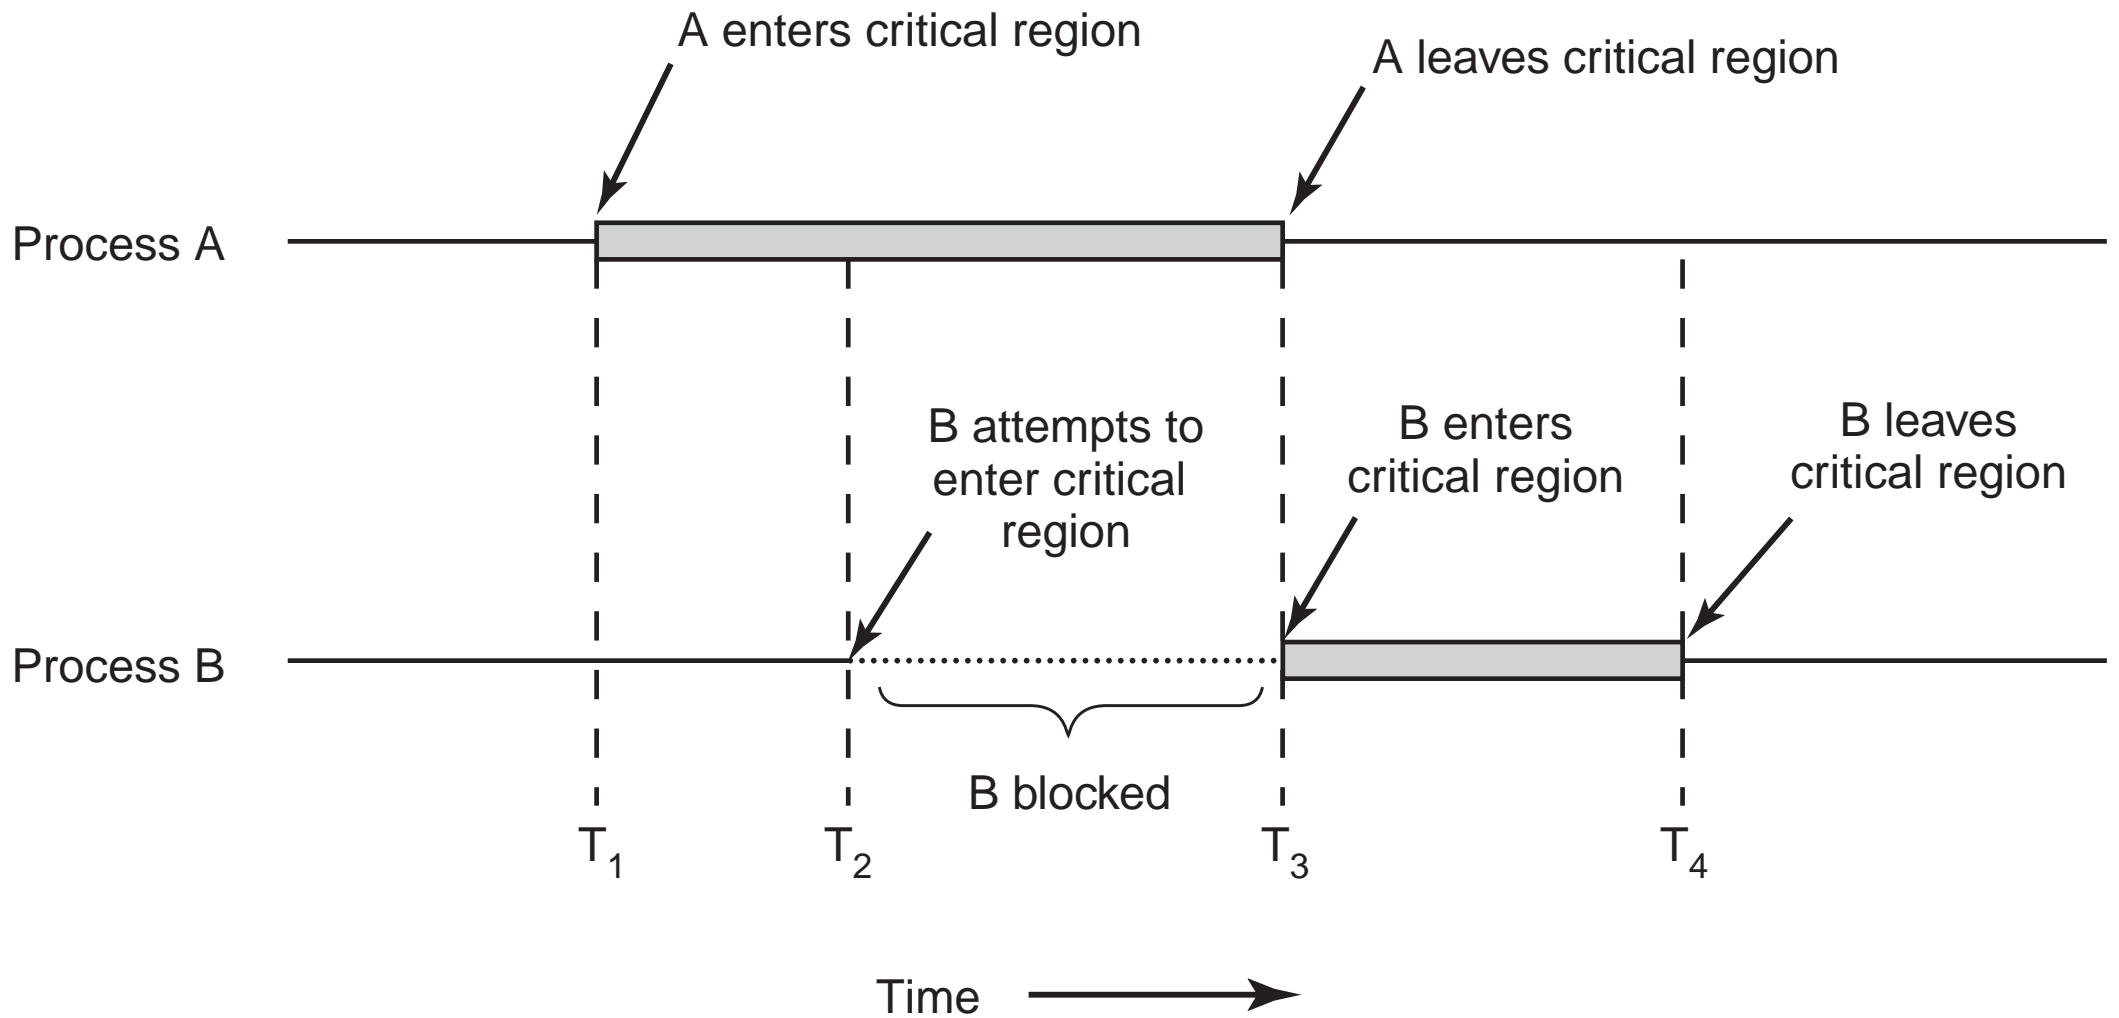 A enters critical region
A leaves critical region
Process A
B attempts to
enter critical
region
B enters
critical region
B leaves
critical region
Process B
B blocked
T1
T2
T3
T4
Time